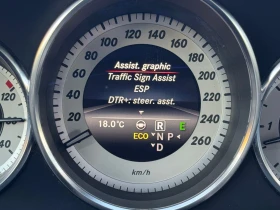 Assist. graphic
Traffic Sign Assist
ESP
DTR+: steer. asst.
18.0°C R E
ECO N P
D
20
40
60
80
100
120
140
160
180
200
220
240
260
km/h
40